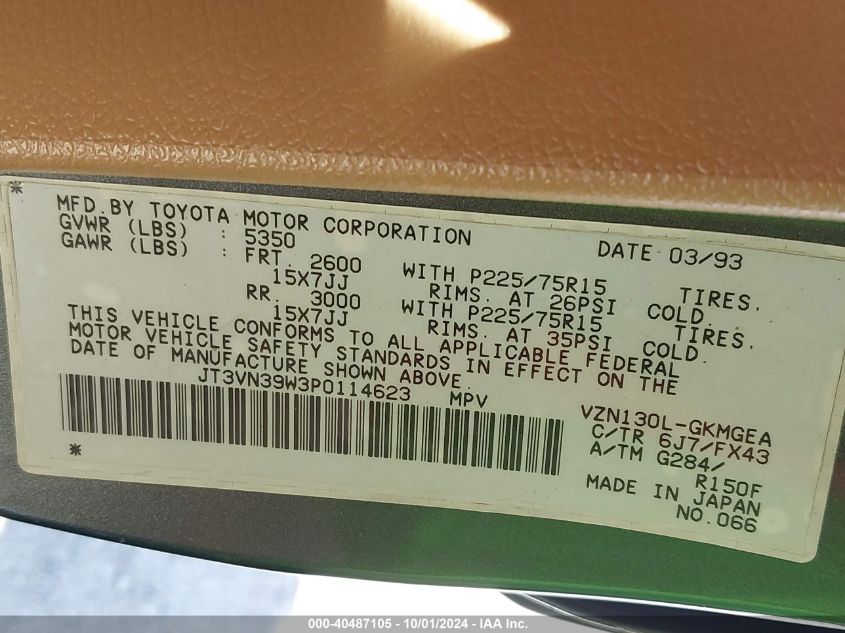 MFD.BY TOYOTA MOTOR CORPORATION DATE 03/93
GVWR (LBS) : 5350
GAWR (LBS) : FRT. 2600 WITH P225/75R15 TIRES.
15X7JJ RIMS. AT 26PSI COLD.
RR. 3000 WITH P225/75R15 TIRES.
15X7JJ RIMS. AT 35PSI COLD.
THIS VEHICLE CONFORMS TO ALL APPLICABLE FEDERAL
MOTOR VEHICLE SAFETY STANDARDS IN EFFECT ON THE
DATE OF MANUFACTURE SHOWN ABOVE.
JT3VN39W3P0114623 MPV
VZN130L-GKMGEA
C/TR 6J7/FX43
A/TM G284/
R150F
MADE IN JAPAN
NO.066
000-40487105 - 10/01/2024 - IAA Inc.